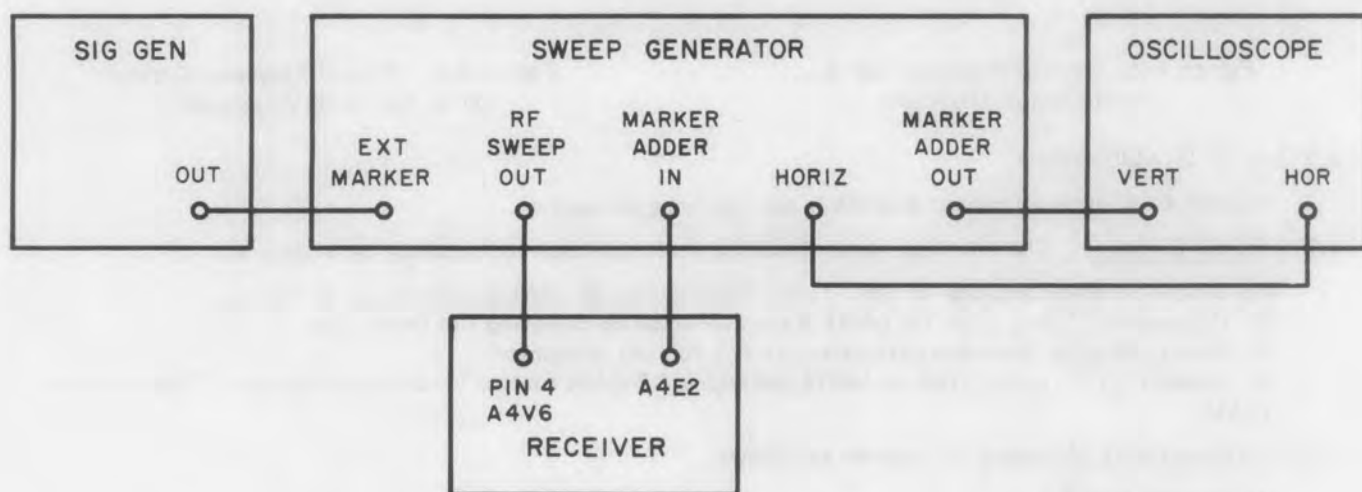 SIG GEN
SWEEP GENERATOR
OSCILLOSCOPE
OUT
EXT
MARKER
RF
SWEEP
OUT
MARKER
ADDER
IN
HORIZ
MARKER
ADDER
OUT
VERT
HOR
PIN 4
A4V6
A4E2
RECEIVER